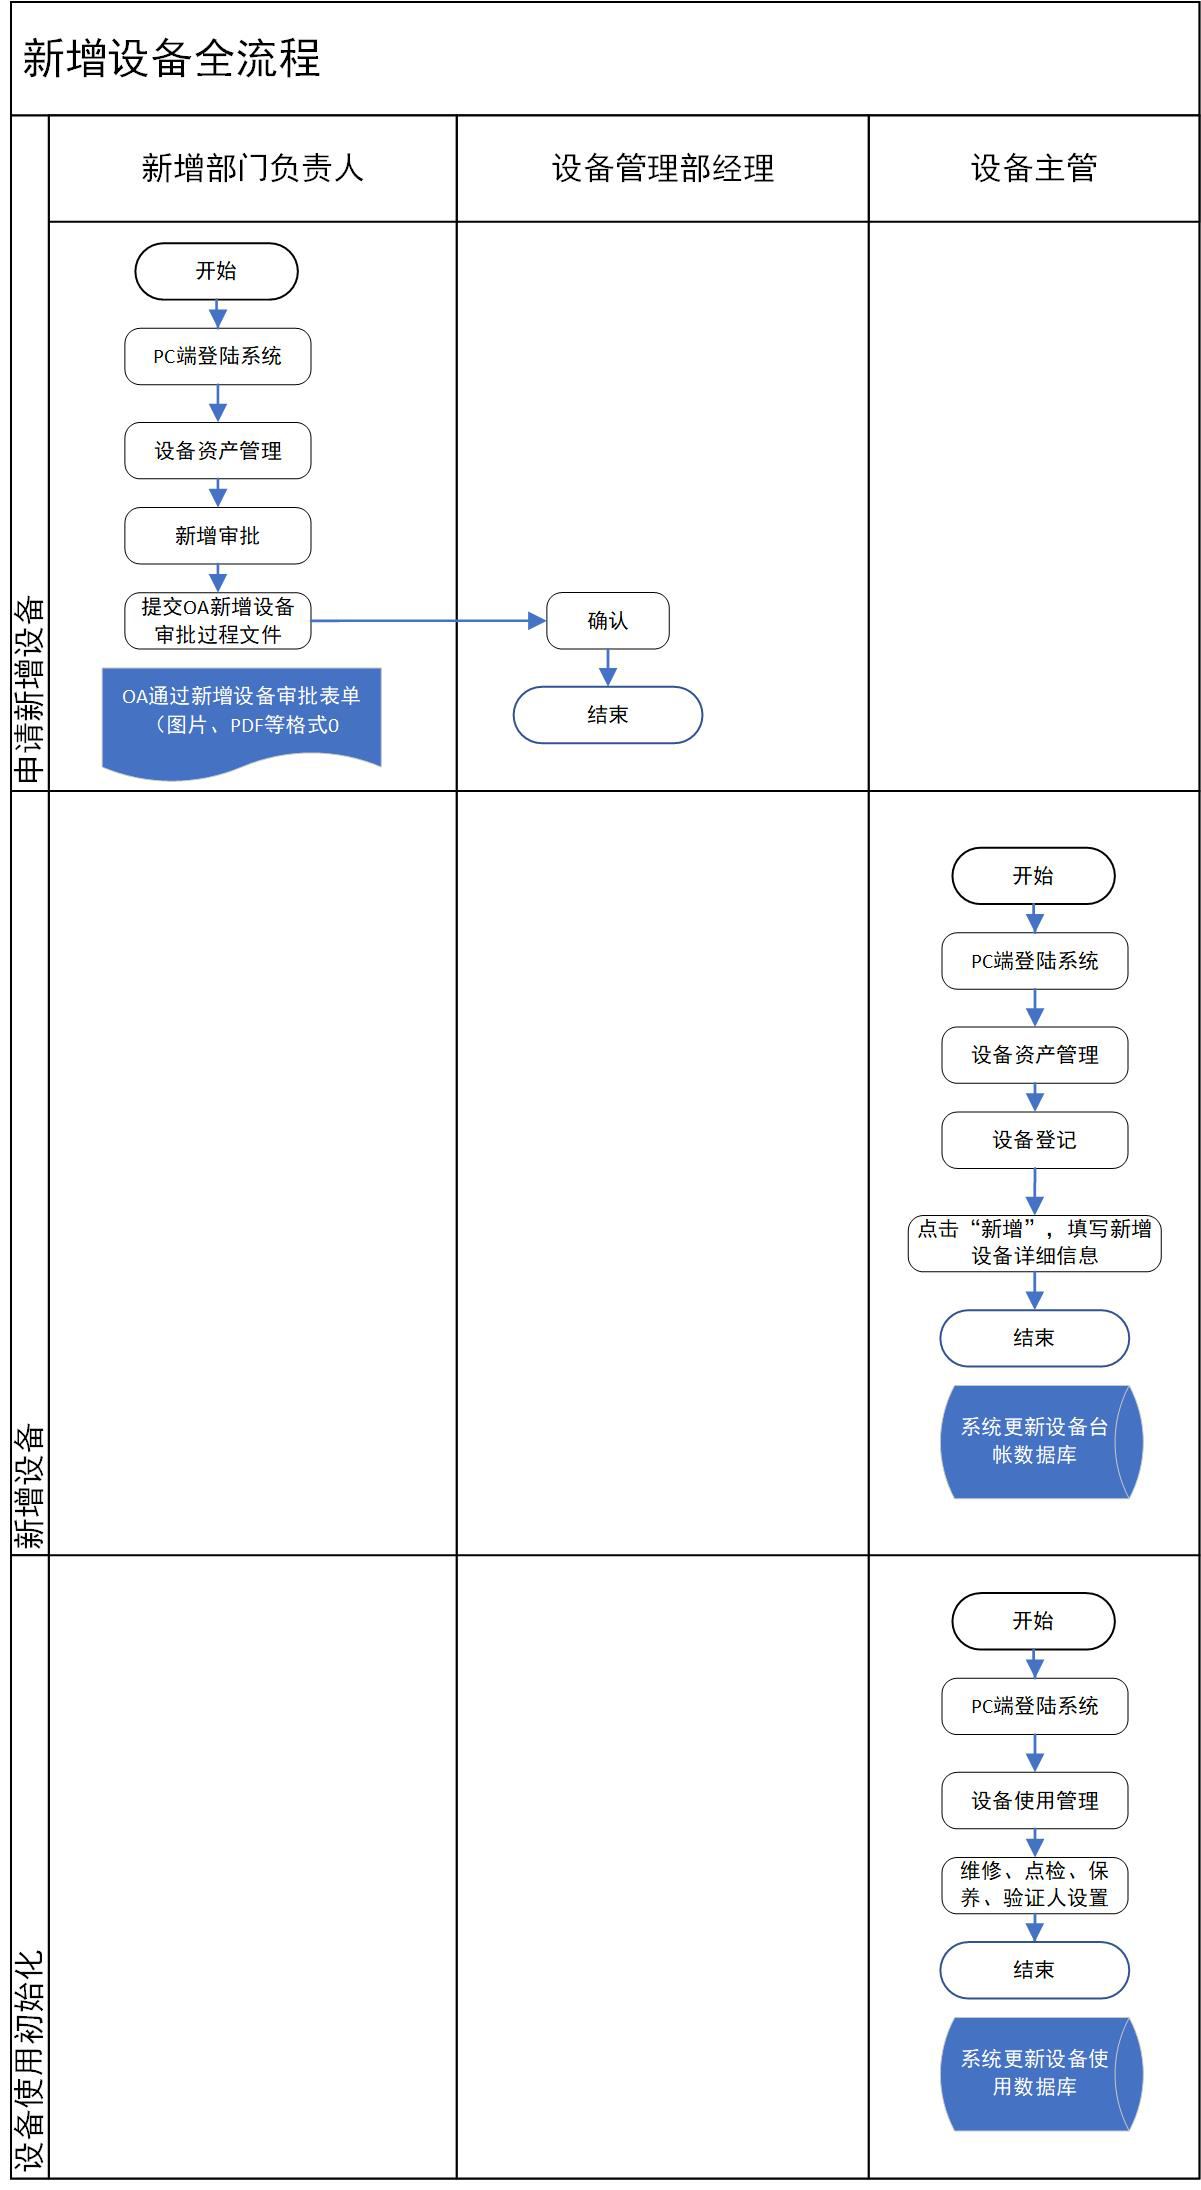 新增设备全流程
新增部门负责人
设备管理部经理
设备主管
申请新增设备
开始
PC端登陆系统
设备资产管理
新增审批
提交OA新增设备
审批过程文件
OA通过新增设备审批表单
（图片、PDF等格式0
确认
结束
新增设备
开始
PC端登陆系统
设备资产管理
设备登记
点击“新增”，填写新增
设备详细信息
结束
系统更新设备台
帐数据库
设备使用初始化
开始
PC端登陆系统
设备使用管理
维修、点检、保
养、验证人设置
结束
系统更新设备使
用数据库